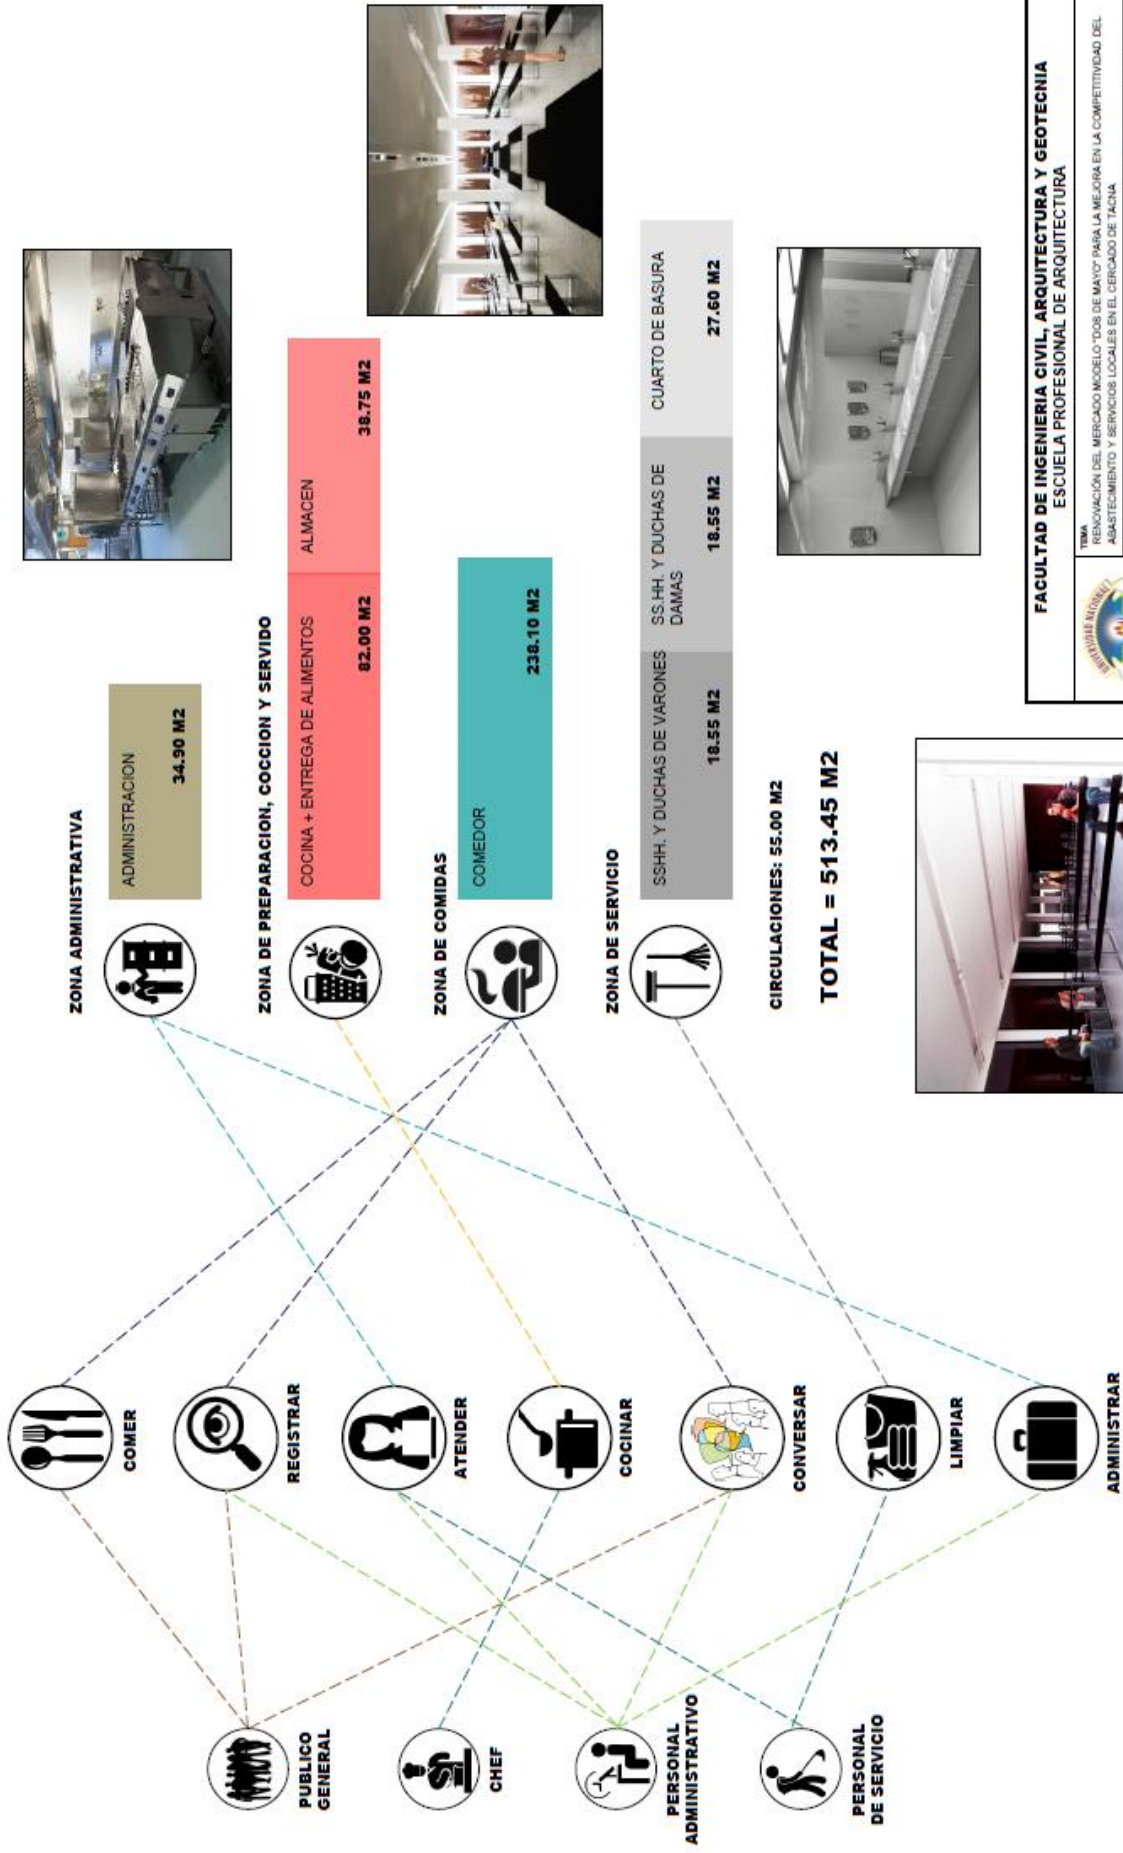 PUBLICO
GENERAL
CHEF
PERSONAL
ADMINISTRATIVO
PERSONAL
DE SERVICIO
COMER
REGISTRAR
ATENDER
COCINAR
CONVERSAR
LIMPIAR
ADMINISTRAR
ZONA ADMINISTRATIVA
ADMINISTRACION
34.90 M2
ZONA DE PREPARACION, COCCION Y SERVIDO
COCINA + ENTREGA DE ALIMENTOS
82.00 M2
ALMACEN
38.75 M2
ZONA DE COMIDAS
COMEDOR
238.10 M2
ZONA DE SERVICIO
SSHH. Y DUCHAS DE VARONES
18.55 M2
SS.HH. Y DUCHAS DE
DAMAS
18.55 M2
CUARTO DE BASURA
27.60 M2
CIRCULACIONES: 55.00 M2
TOTAL = 513.45 M2
FACULTAD DE INGENIERIA CIVIL, ARQUITECTURA Y GEOTECNIA
ESCUELA PROFESIONAL DE ARQUITECTURA
TEMA
RENOVACIÓN DEL MERCADO MODELO "DOS DE MAYO" PARA LA MEJORA EN LA COMPETITIVIDAD DEL
ABASTECIMIENTO Y SERVICIOS LOCALES EN EL CERCADO DE TACNA
UNIVERSIDAD NACIONAL